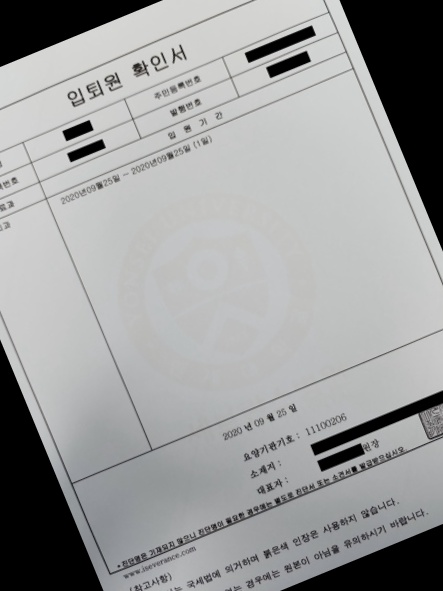 입퇴원 확인서
주민등록번호
번호 발행번호
입 원 기 간
2020년09월25일 ~ 2020년09월25일 (1일)
2020 년 09 월 25 일
요양기관기호 : 11100206
소재지 :
대표자 : 원장
* 진단명은 기재되지 않으니 진단명이 필요한 경우에는 별도로 진단서 또는 소견서를 발급받으십시오.
www.iseverance.com
(참고사항)
는 국세법에 의거하며 붉은색 인장은 사용하지 않습니다.
없는 경우에는 원본이 아님을 유의하시기 바랍니다.